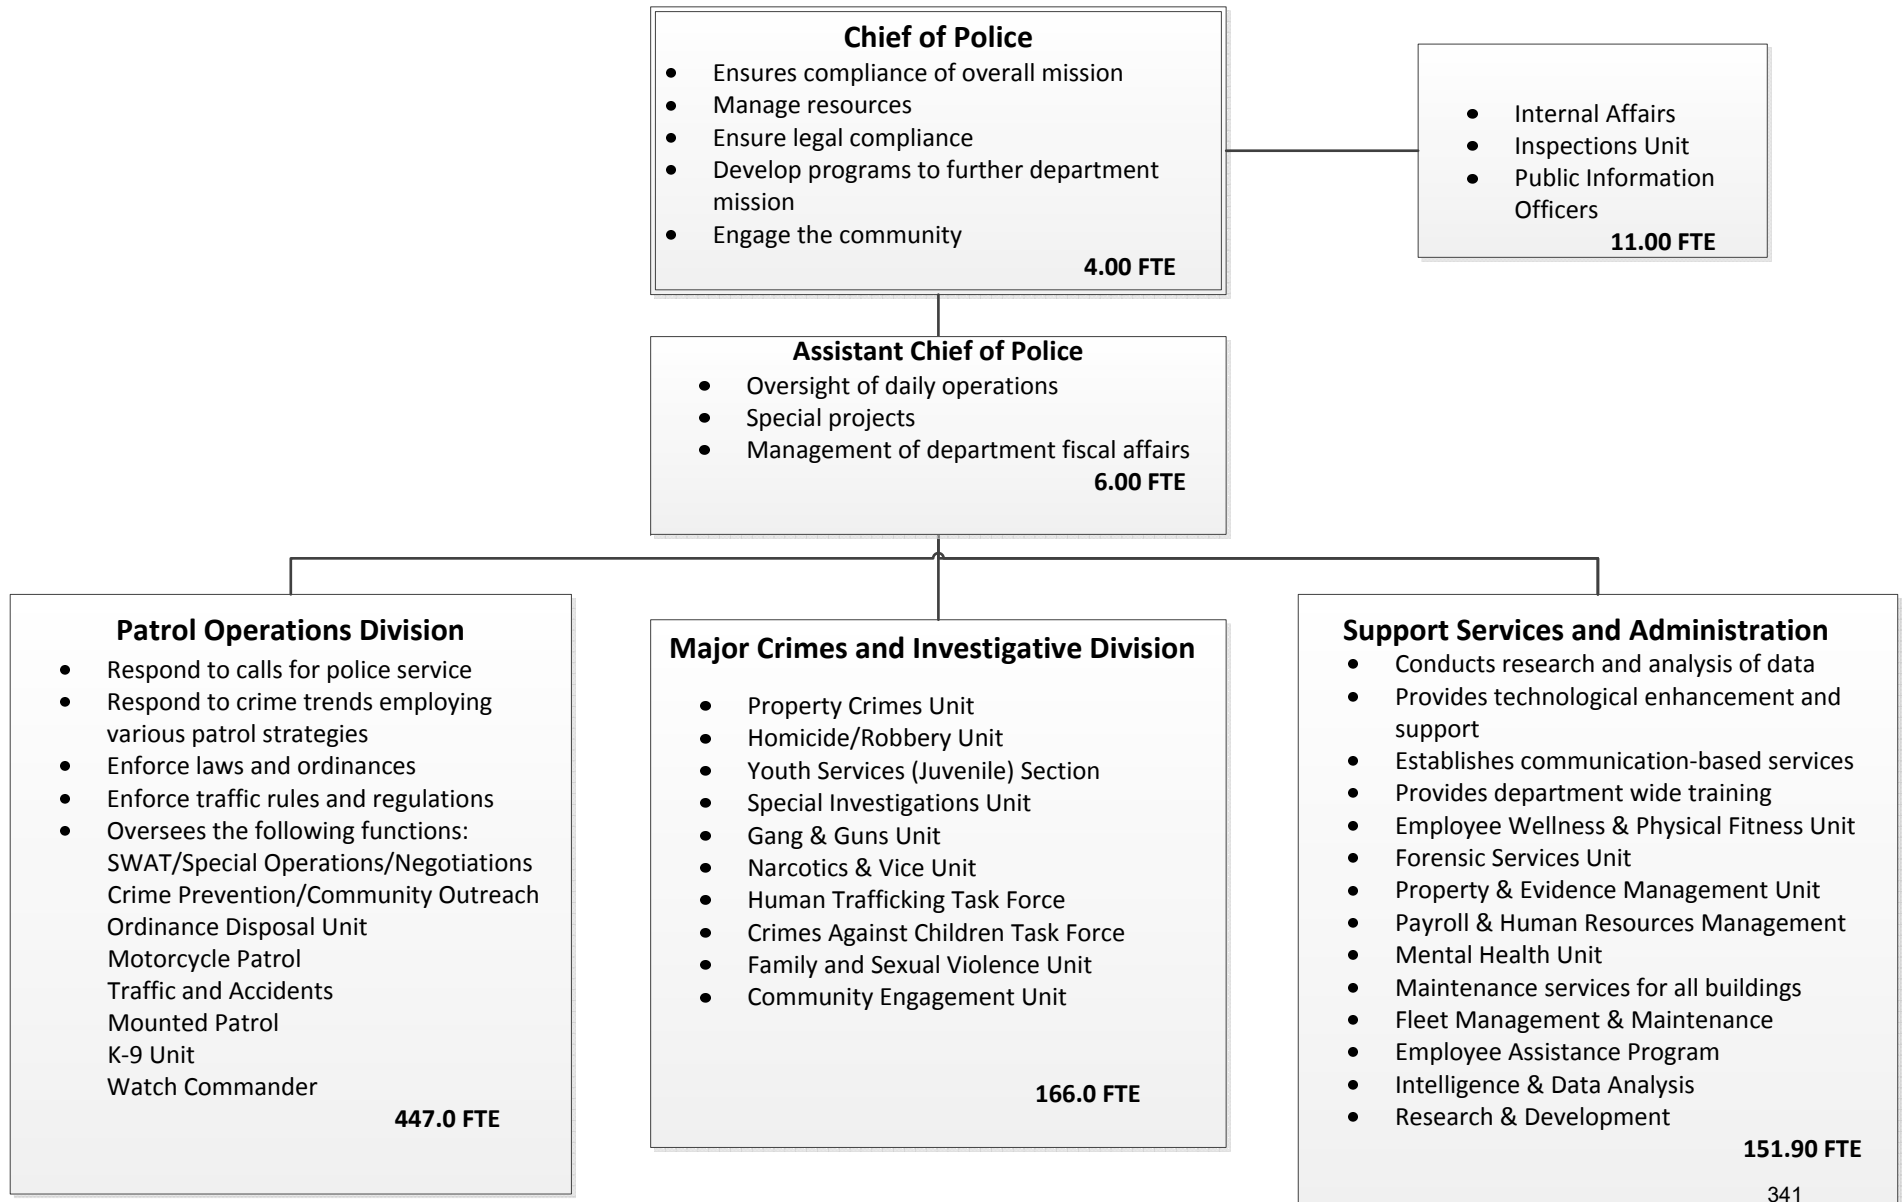 Chief of Police
• Ensures compliance of overall mission
• Manage resources
• Ensure legal compliance
• Develop programs to further department
mission
• Engage the community
4.00 FTE
• Internal Affairs
• Inspections Unit
• Public Information
Officers
11.00 FTE
Assistant Chief of Police
• Oversight of daily operations
• Special projects
• Management of department fiscal affairs
6.00 FTE
Patrol Operations Division
• Respond to calls for police service
• Respond to crime trends employing
various patrol strategies
• Enforce laws and ordinances
• Enforce traffic rules and regulations
• Oversees the following functions:
SWAT/Special Operations/Negotiations
Crime Prevention/Community Outreach
Ordinance Disposal Unit
Motorcycle Patrol
Traffic and Accidents
Mounted Patrol
K-9 Unit
Watch Commander
447.0 FTE
Major Crimes and Investigative Division
• Property Crimes Unit
• Homicide/Robbery Unit
• Youth Services (Juvenile) Section
• Special Investigations Unit
• Gang & Guns Unit
• Narcotics & Vice Unit
• Human Trafficking Task Force
• Crimes Against Children Task Force
• Family and Sexual Violence Unit
• Community Engagement Unit
166.0 FTE
Support Services and Administration
• Conducts research and analysis of data
• Provides technological enhancement and
support
• Establishes communication-based services
• Provides department wide training
• Employee Wellness & Physical Fitness Unit
• Forensic Services Unit
• Property & Evidence Management Unit
• Payroll & Human Resources Management
• Mental Health Unit
• Maintenance services for all buildings
• Fleet Management & Maintenance
• Employee Assistance Program
• Intelligence & Data Analysis
• Research & Development
151.90 FTE
341